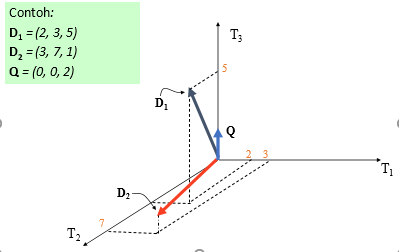 Contoh:
D1 = (2, 3, 5)
D2 = (3, 7, 1)
Q = (0, 0, 2)
T3
5
D1
Q
2 3
T1
D2
7
T2